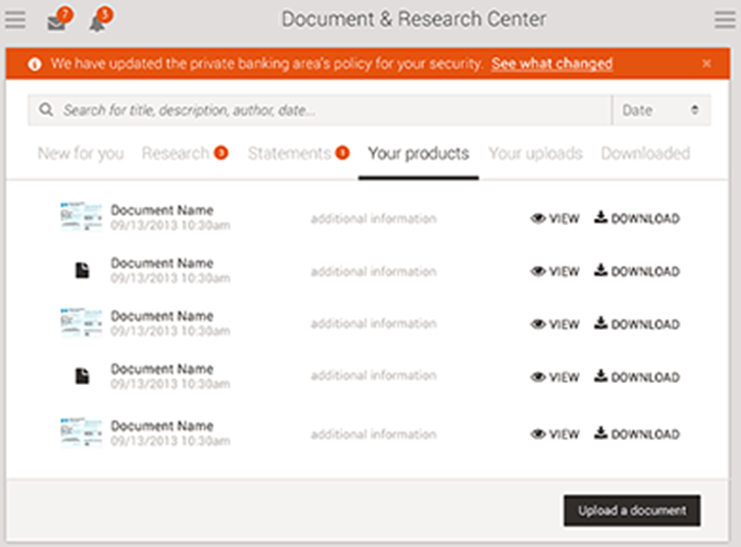 7 5 Document & Research Center
We have updated the private banking area's policy for your security. See what changed ×
Search for title, description, author, date... Date
New for you Research 3 Statements 1 Your products Your uploads Downloaded
Document Name
09/13/2013 10:30am additional information VIEW DOWNLOAD
Document Name
09/13/2013 10:30am additional information VIEW DOWNLOAD
Document Name
09/13/2013 10:30am additional information VIEW DOWNLOAD
Document Name
09/13/2013 10:30am additional information VIEW DOWNLOAD
Document Name
09/13/2013 10:30am additional information VIEW DOWNLOAD
Upload a document